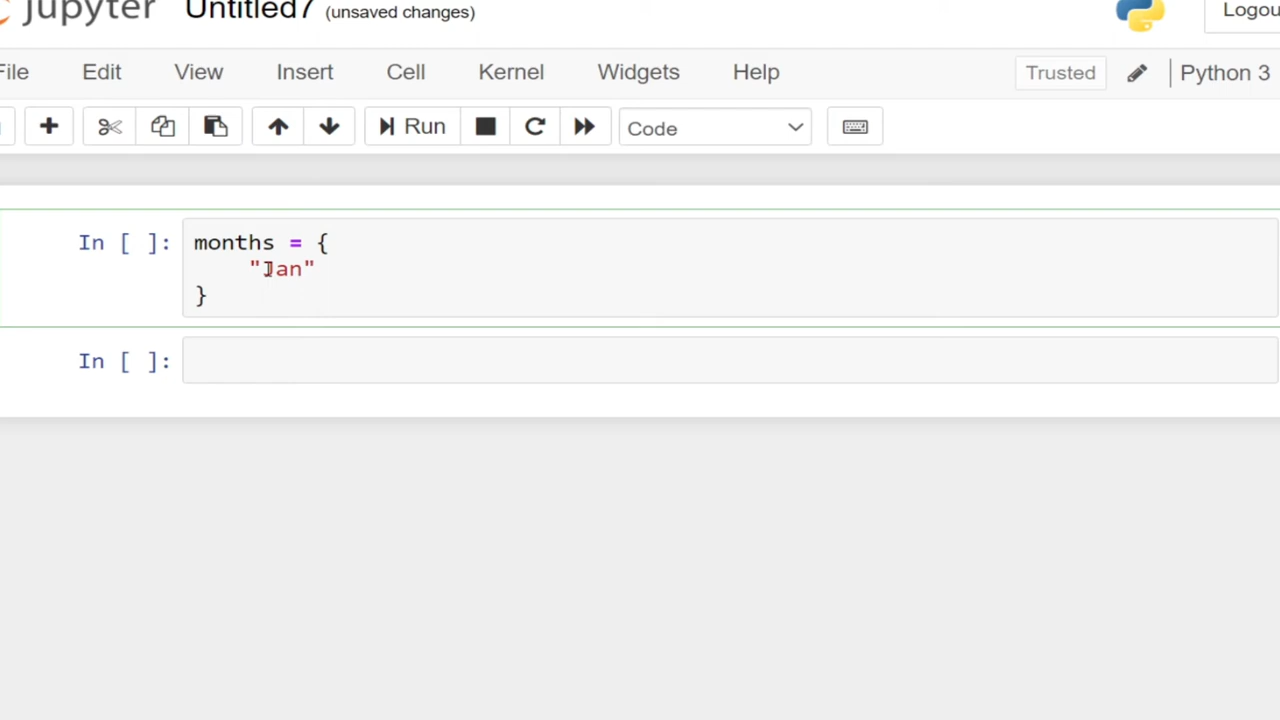 jupyter Untitled7 (unsaved changes)
File Edit View Insert Cell Kernel Widgets Help Trusted Python 3
Run Code
In [ ]: months = {
"Jan"
}
In [ ]: